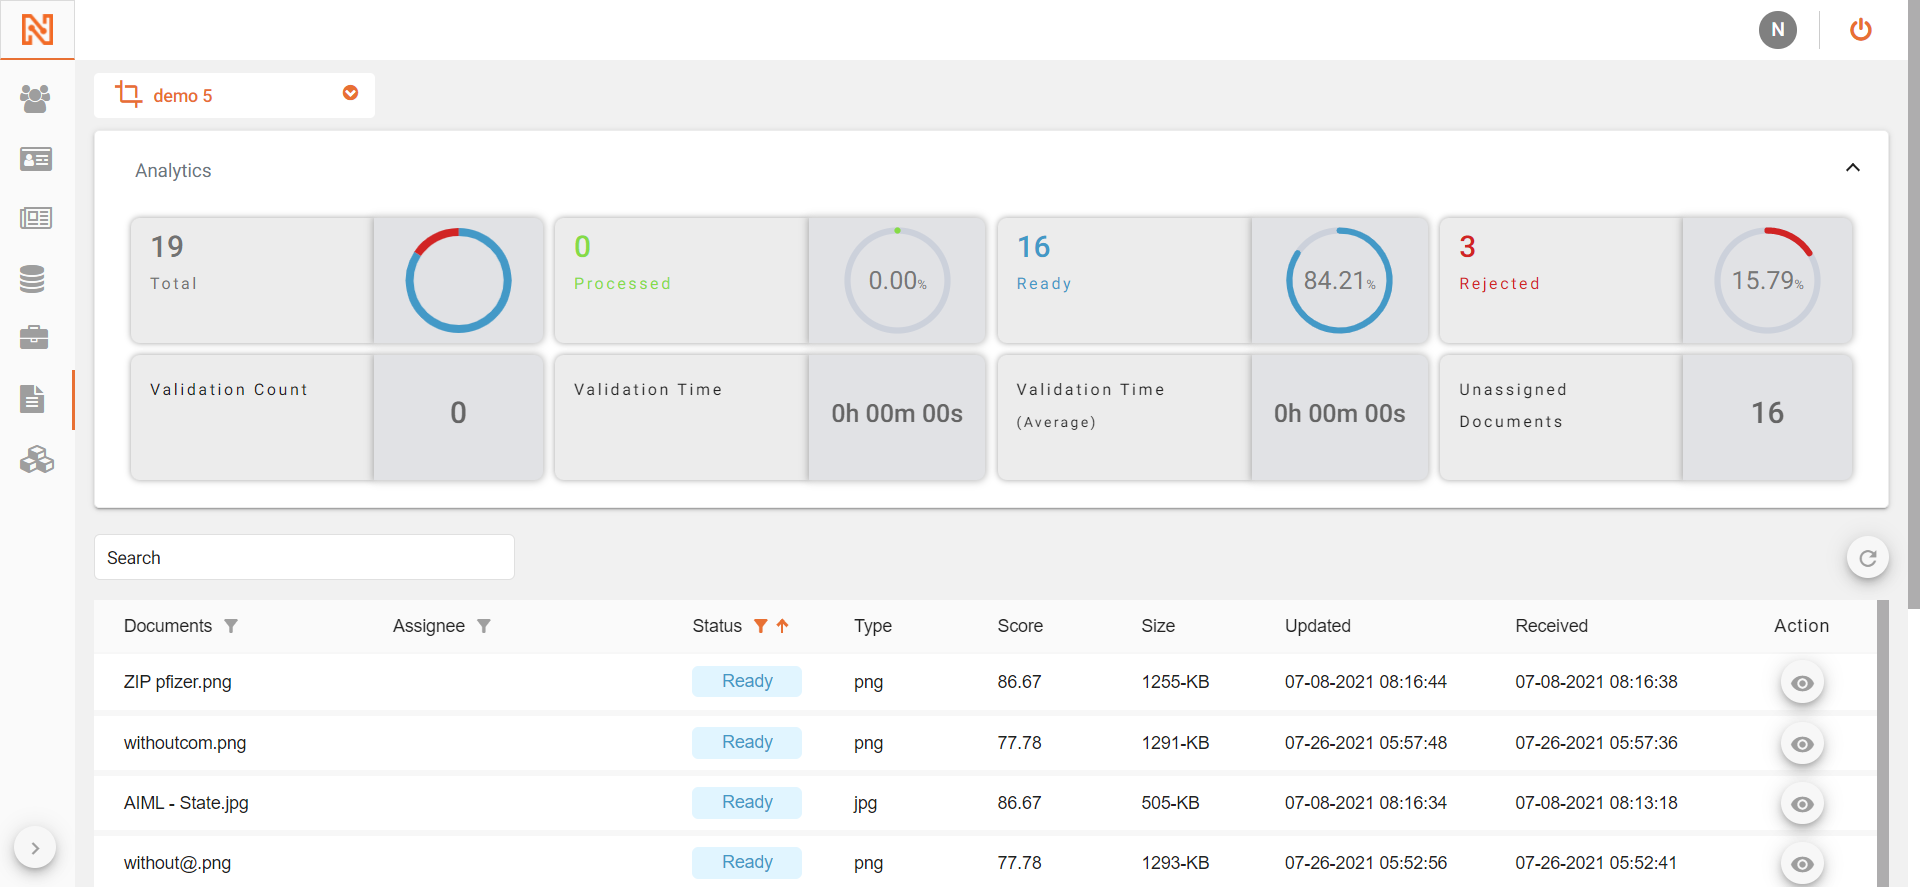 N
demo 5
Analytics
19
Total
0
Processed
0.00%
16
Ready
84.21%
3
Rejected
15.79%
Validation Count
0
Validation Time
0h 00m 00s
Validation Time
(Average)
0h 00m 00s
Unassigned
Documents
16
Search
Documents Assignee Status Type Score Size Updated Received Action
ZIP pfizer.png Ready png 86.67 1255-KB 07-08-2021 08:16:44 07-08-2021 08:16:38
withoutcom.png Ready png 77.78 1291-KB 07-26-2021 05:57:48 07-26-2021 05:57:36
AIML - State.jpg Ready jpg 86.67 505-KB 07-08-2021 08:16:34 07-08-2021 08:13:18
without@.png Ready png 77.78 1293-KB 07-26-2021 05:52:56 07-26-2021 05:52:41